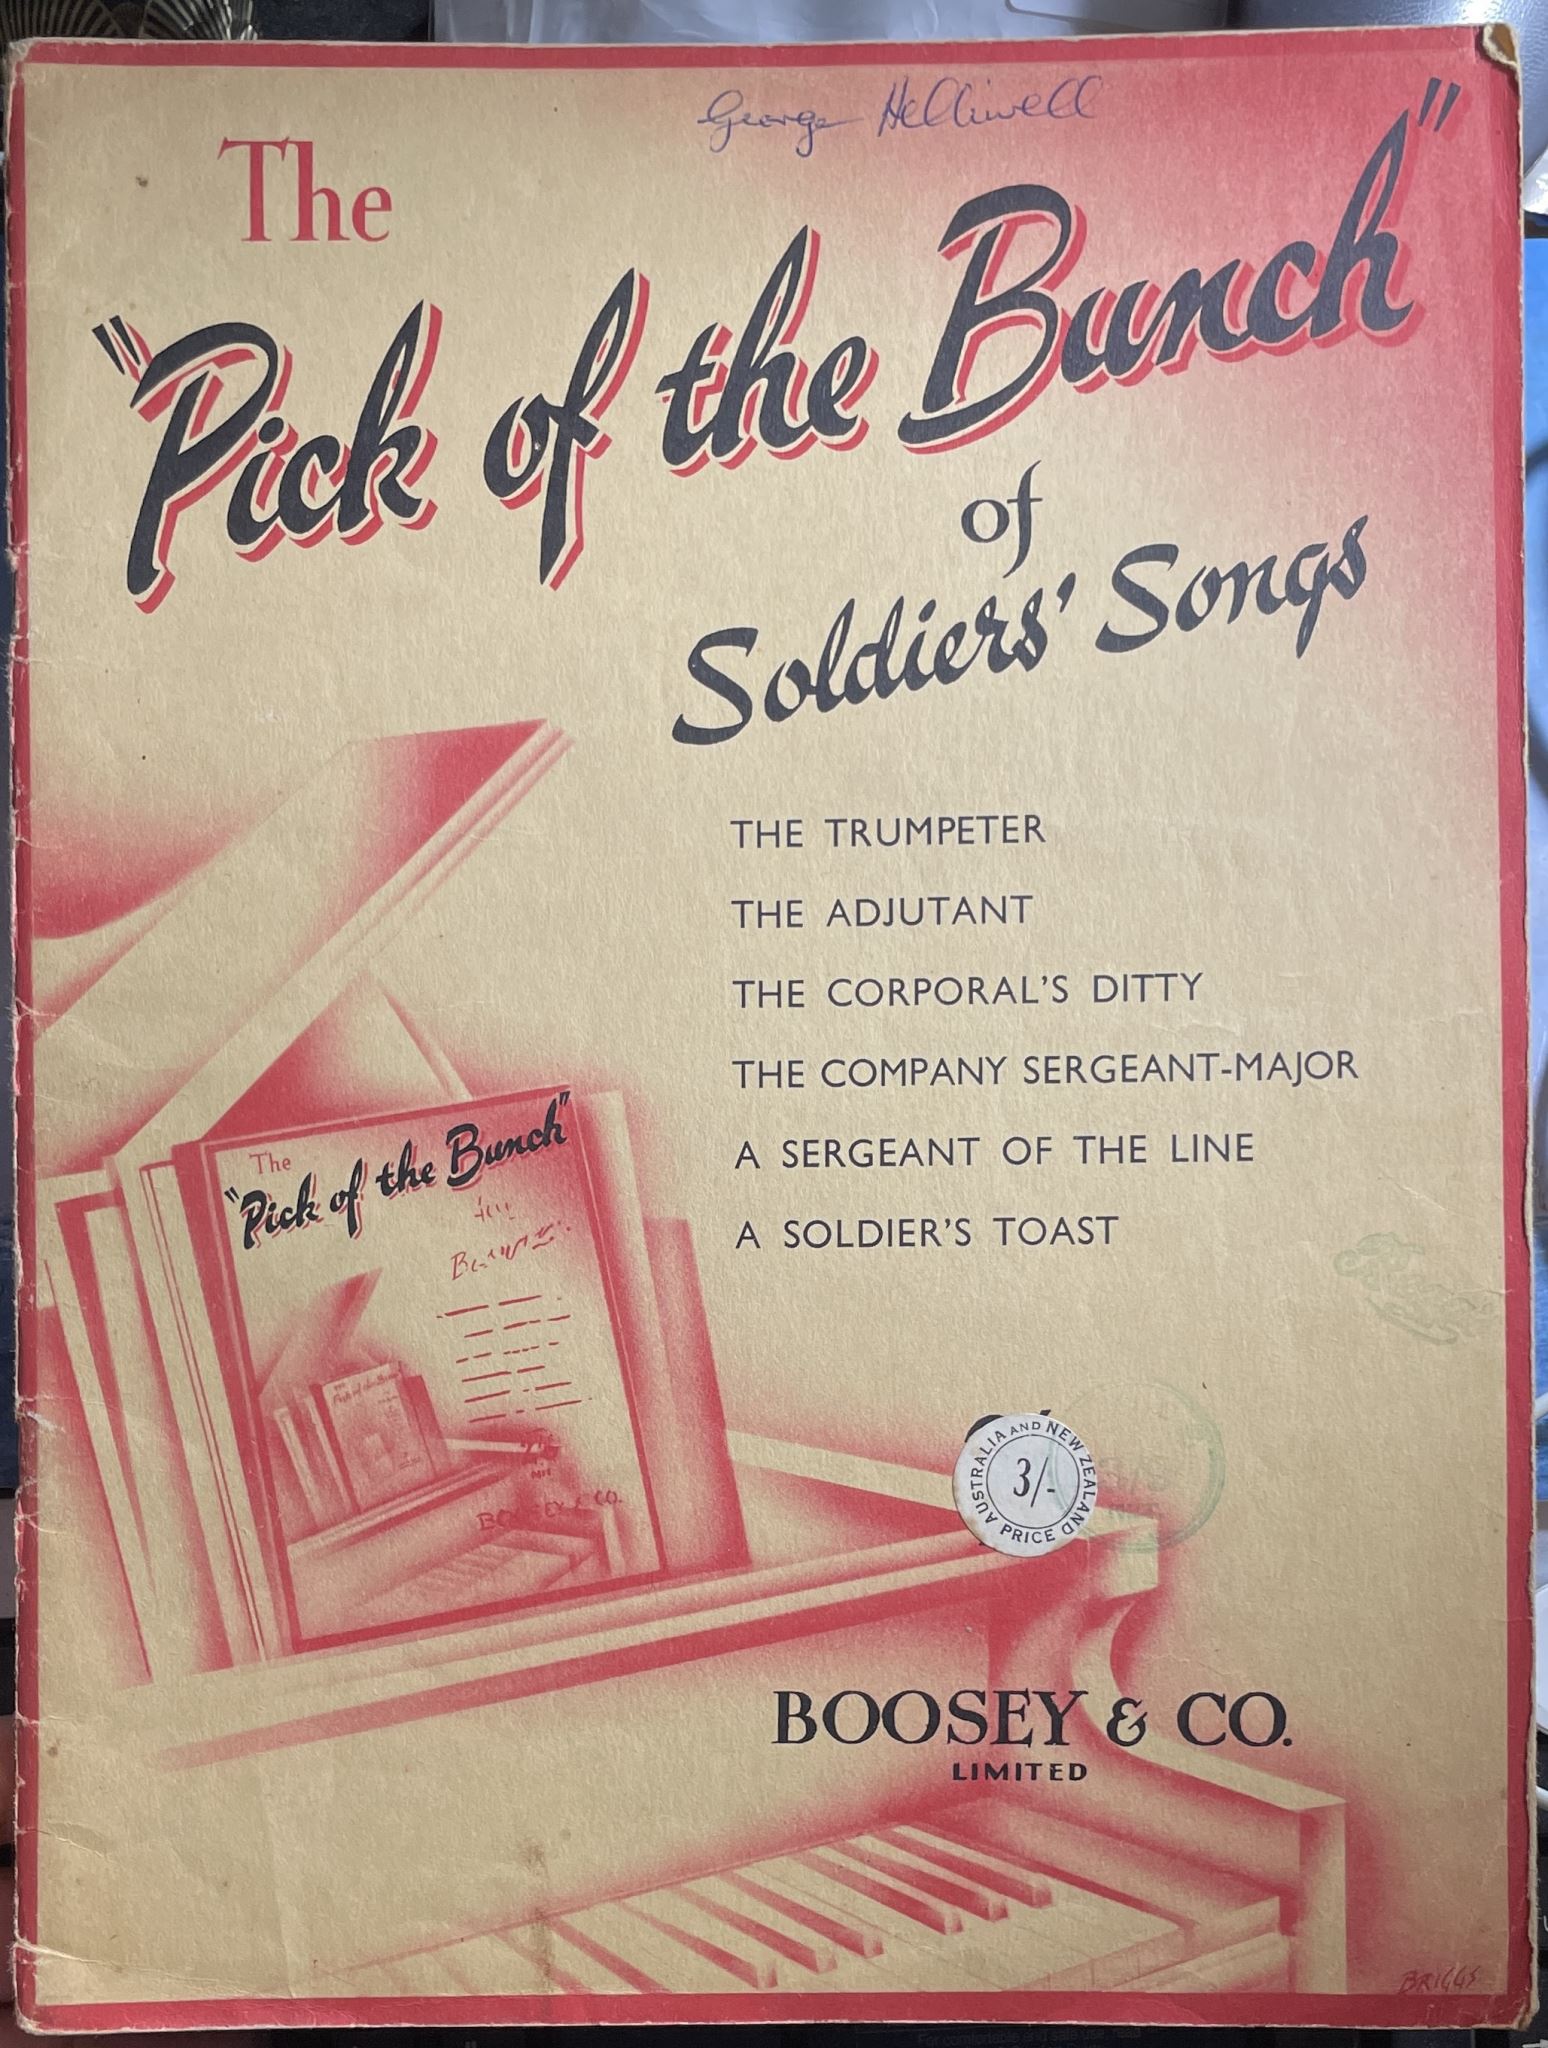 George Helliwell
The
"Pick of the Bunch"
of
Soldiers' Songs
THE TRUMPETER
THE ADJUTANT
THE CORPORAL'S DITTY
THE COMPANY SERGEANT-MAJOR
A SERGEANT OF THE LINE
A SOLDIER'S TOAST
The
"Pick of the Bunch"
BOOSEY & CO.
AUSTRALIA AND NEW ZEALAND
3/-
PRICE
BOOSEY & CO.
LIMITED
BRIGGS